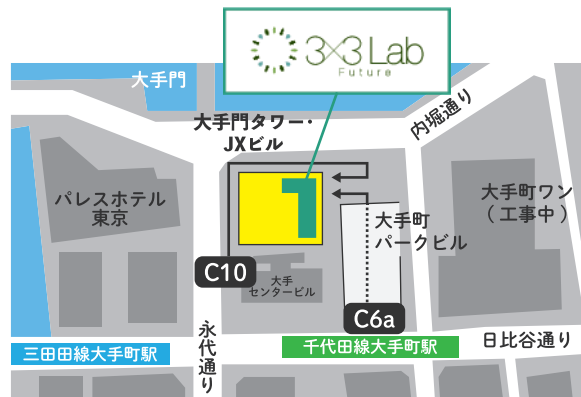 3×3 Lab
Future
大手門
内堀通り
大手門タワー・
JXビル
パレスホテル
東京
大手町
パークビル
大手町ワン
（工事中）
C10
大手
センタービル
C6a
永代通り
三田田線大手町駅
千代田線大手町駅
日比谷通り